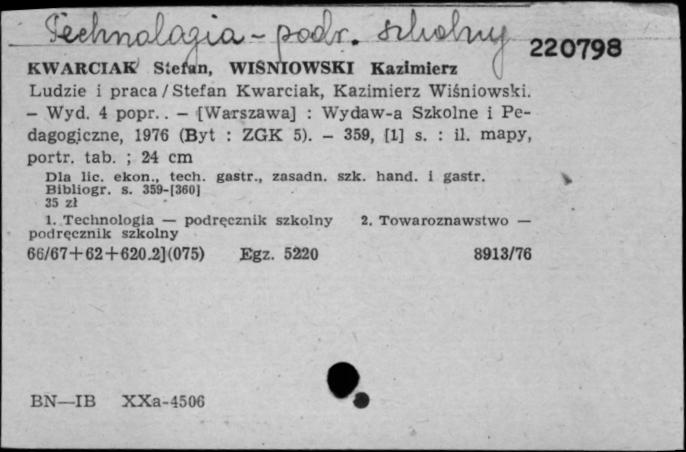 Technologia - podr. szkolny
220798
KWARCIAK Stefan, WIŚNIOWSKI Kazimierz
Ludzie i praca / Stefan Kwarciak, Kazimierz Wiśniowski.
– Wyd. 4 popr. . – [Warszawa] : Wydaw-a Szkolne i Pe-
dagogiczne, 1976 (Byt : ZGK 5). – 359, [1] s. : il. mapy,
portr. tab. ; 24 cm
Dla lic. ekon., tech. gastr., zasadn. szk. hand. i gastr.
Bibliogr. s. 359-[360]
35 zł
1. Technologia — podręcznik szkolny 2. Towaroznawstwo —
podręcznik szkolny
66/67+62+620.2](075) Egz. 5220 8913/76
BN—IB XXa-4506